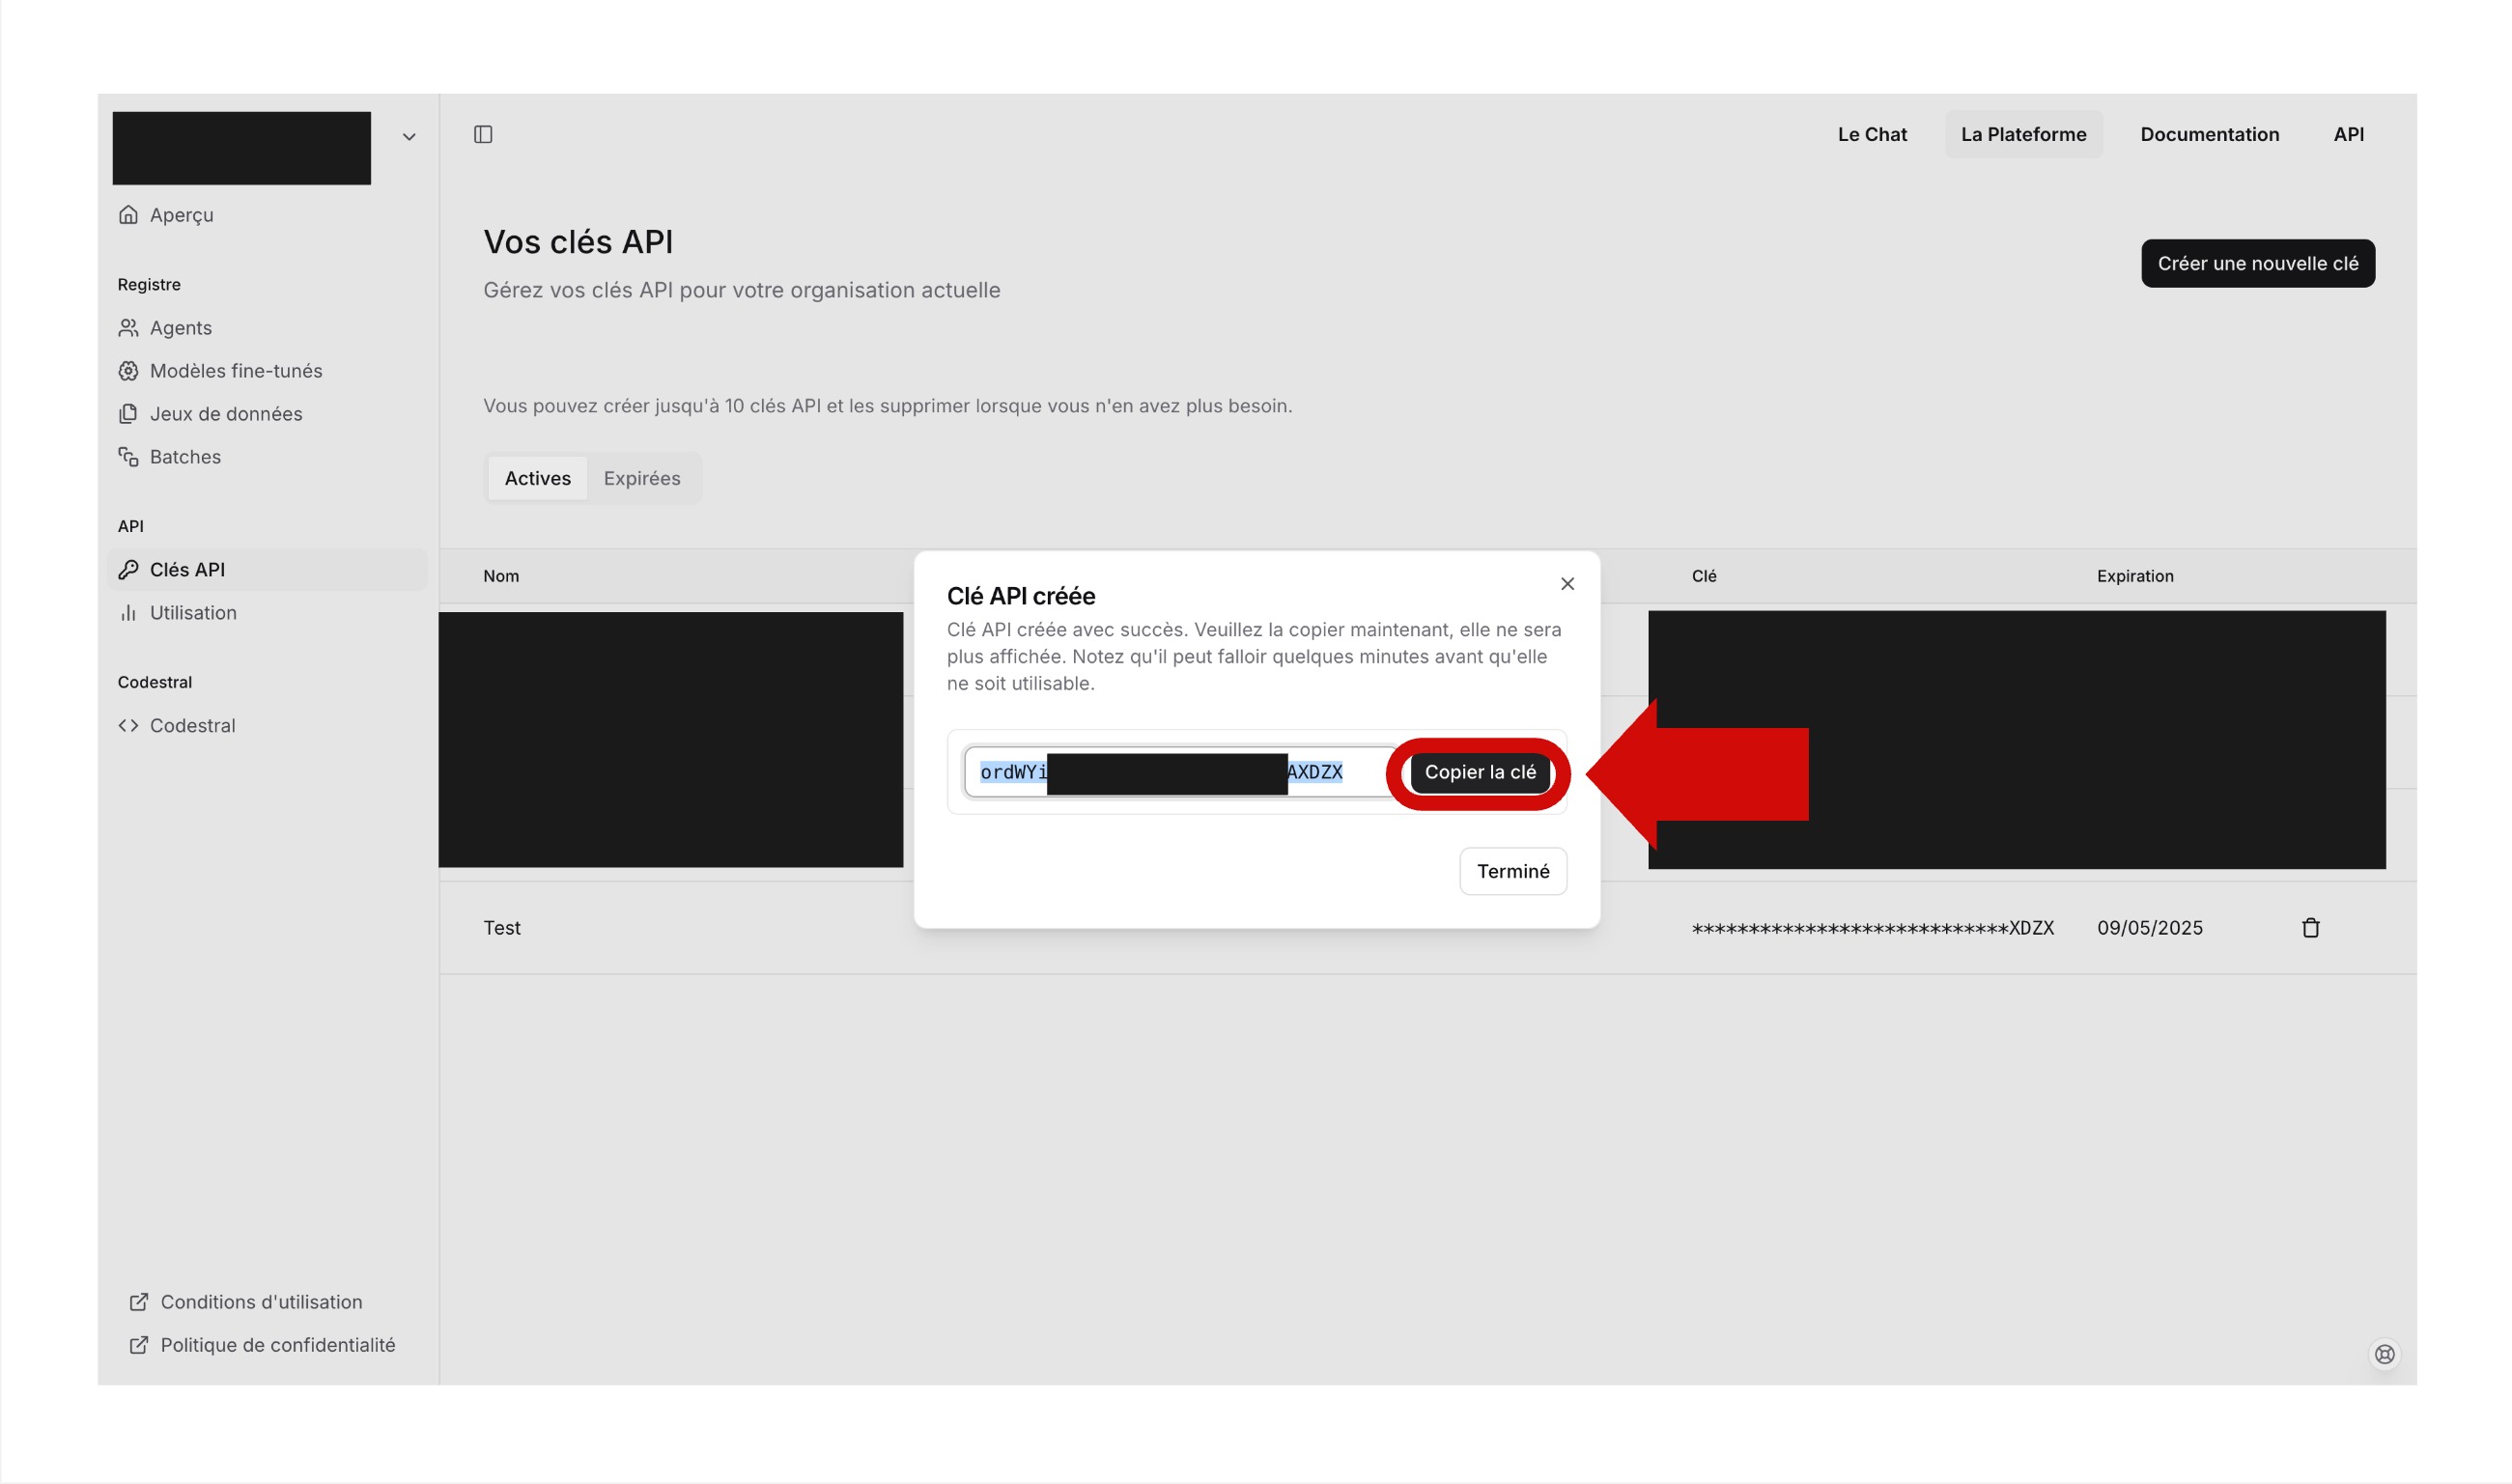 Le Chat
La Plateforme
Documentation
API
Aperçu
Registre
Agents
Modèles fine-tunés
Jeux de données
Batches
API
Clés API
Utilisation
Codestral
Codestral
Conditions d'utilisation
Politique de confidentialité
Vos clés API
Gérez vos clés API pour votre organisation actuelle
Créer une nouvelle clé
Vous pouvez créer jusqu'à 10 clés API et les supprimer lorsque vous n'en avez plus besoin.
Actives Expirées
Nom Clé Expiration
Clé API créée
Clé API créée avec succès. Veuillez la copier maintenant, elle ne sera
plus affichée. Notez qu'il peut falloir quelques minutes avant qu'elle
ne soit utilisable.
ordWYi AXDZX Copier la clé
Terminé
Test ****************************XDZX 09/05/2025